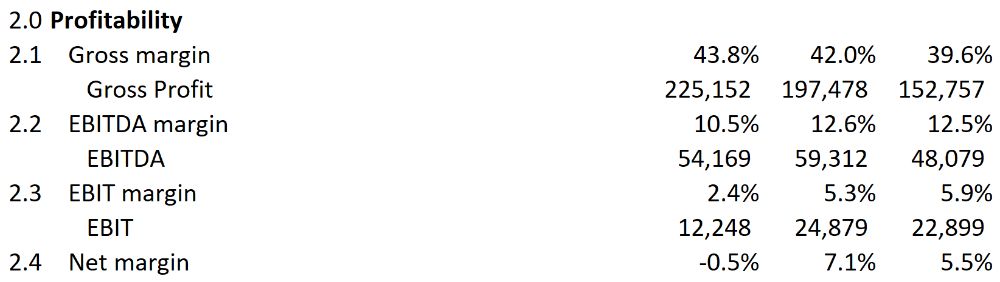 2.0 Profitability
2.1 Gross margin 43.8% 42.0% 39.6%
Gross Profit 225,152 197,478 152,757
2.2 EBITDA margin 10.5% 12.6% 12.5%
EBITDA 54,169 59,312 48,079
2.3 EBIT margin 2.4% 5.3% 5.9%
EBIT 12,248 24,879 22,899
2.4 Net margin -0.5% 7.1% 5.5%